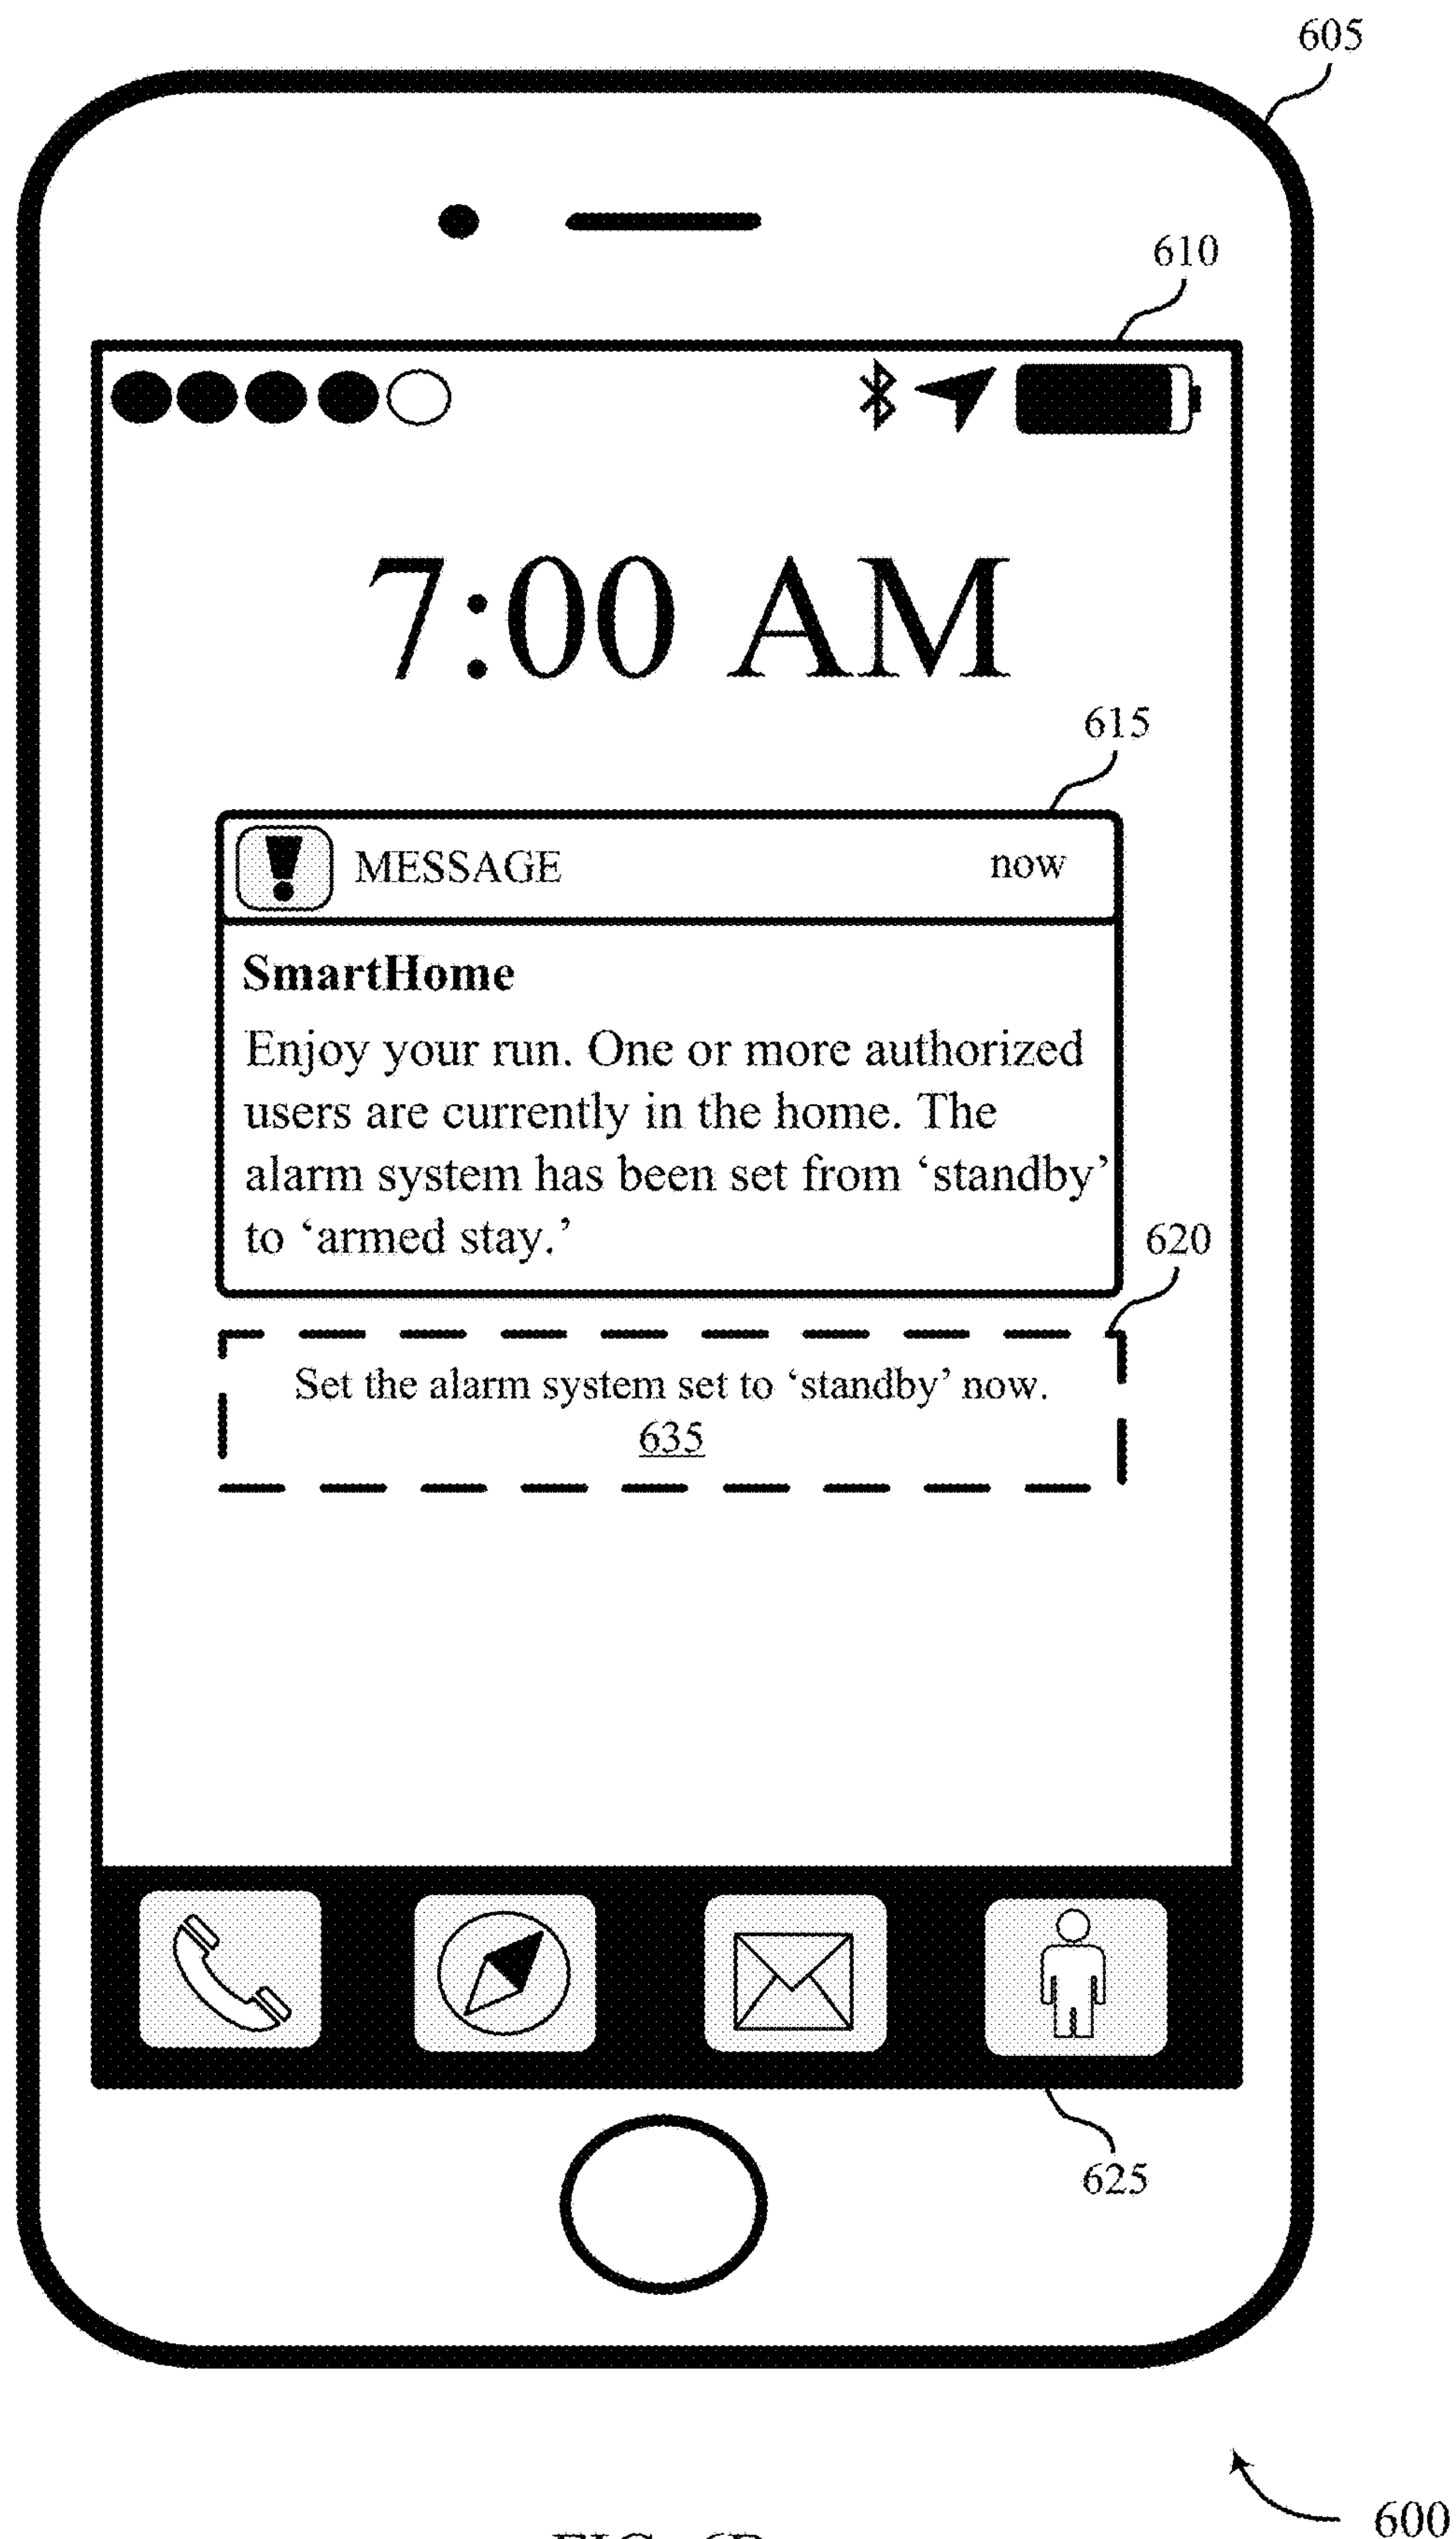 605
610
7:00 AM
615
MESSAGE now
SmartHome
Enjoy your run. One or more authorized
users are currently in the home. The
alarm system has been set from ‘standby’
to ‘armed stay.’
620
Set the alarm system set to ‘standby’ now.
635
625
600